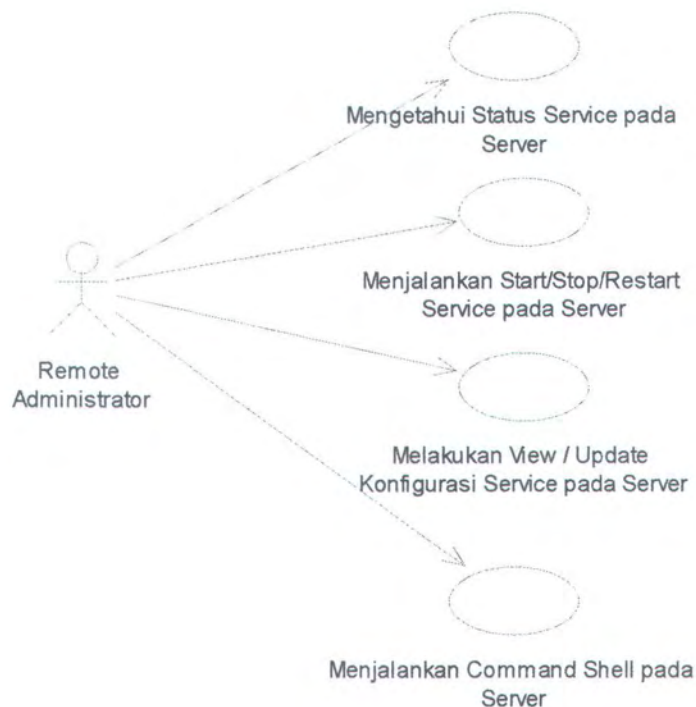 Mengetahui Status Service pada
Server
Menjalankan Start/Stop/Restart
Service pada Server
Remote
Administrator
Melakukan View / Update
Konfigurasi Service pada Server
Menjalankan Command Shell pada
Server